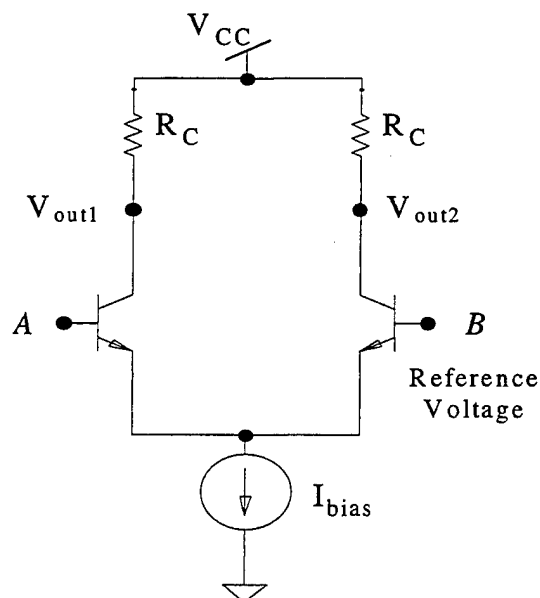 V_CC
R_C
R_C
V_out1
V_out2
A
B
Reference
Voltage
I_bias